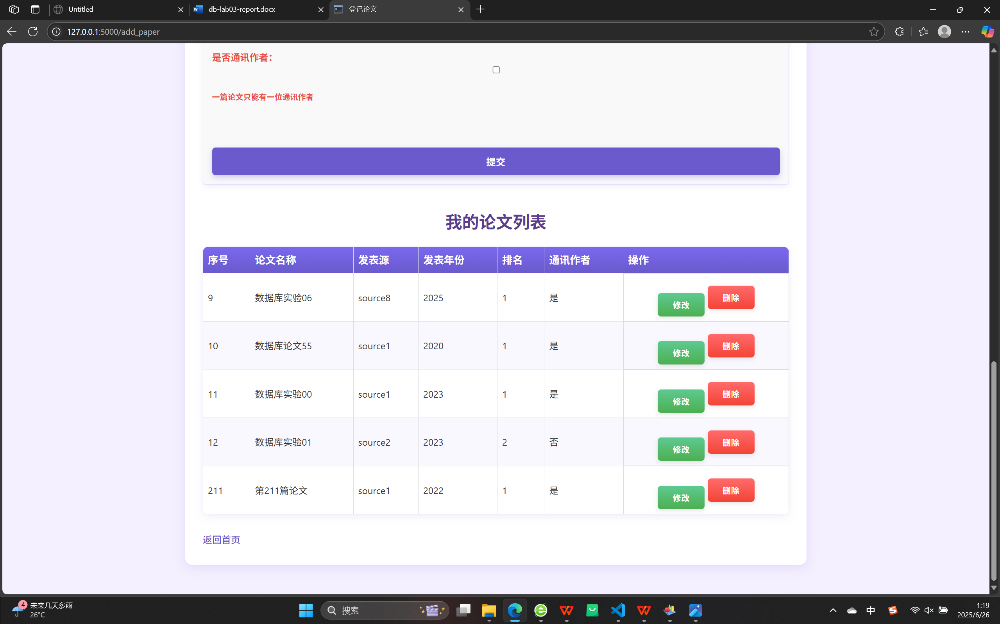 Untitled
db-lab03-report.docx
登记论文
127.0.0.1:5000/add_paper
是否通讯作者：
一篇论文只能有一位通讯作者
提交
我的论文列表
序号 论文名称 发表源 发表年份 排名 通讯作者 操作
9 数据库实验06 source8 2025 1 是 修改 删除
10 数据库论文55 source1 2020 1 是 修改 删除
11 数据库实验00 source1 2023 1 是 修改 删除
12 数据库实验01 source2 2023 2 否 修改 删除
211 第211篇论文 source1 2022 1 是 修改 删除
返回首页
4 未来几天多雨
26°C
搜索
中
1:19
2025/6/26